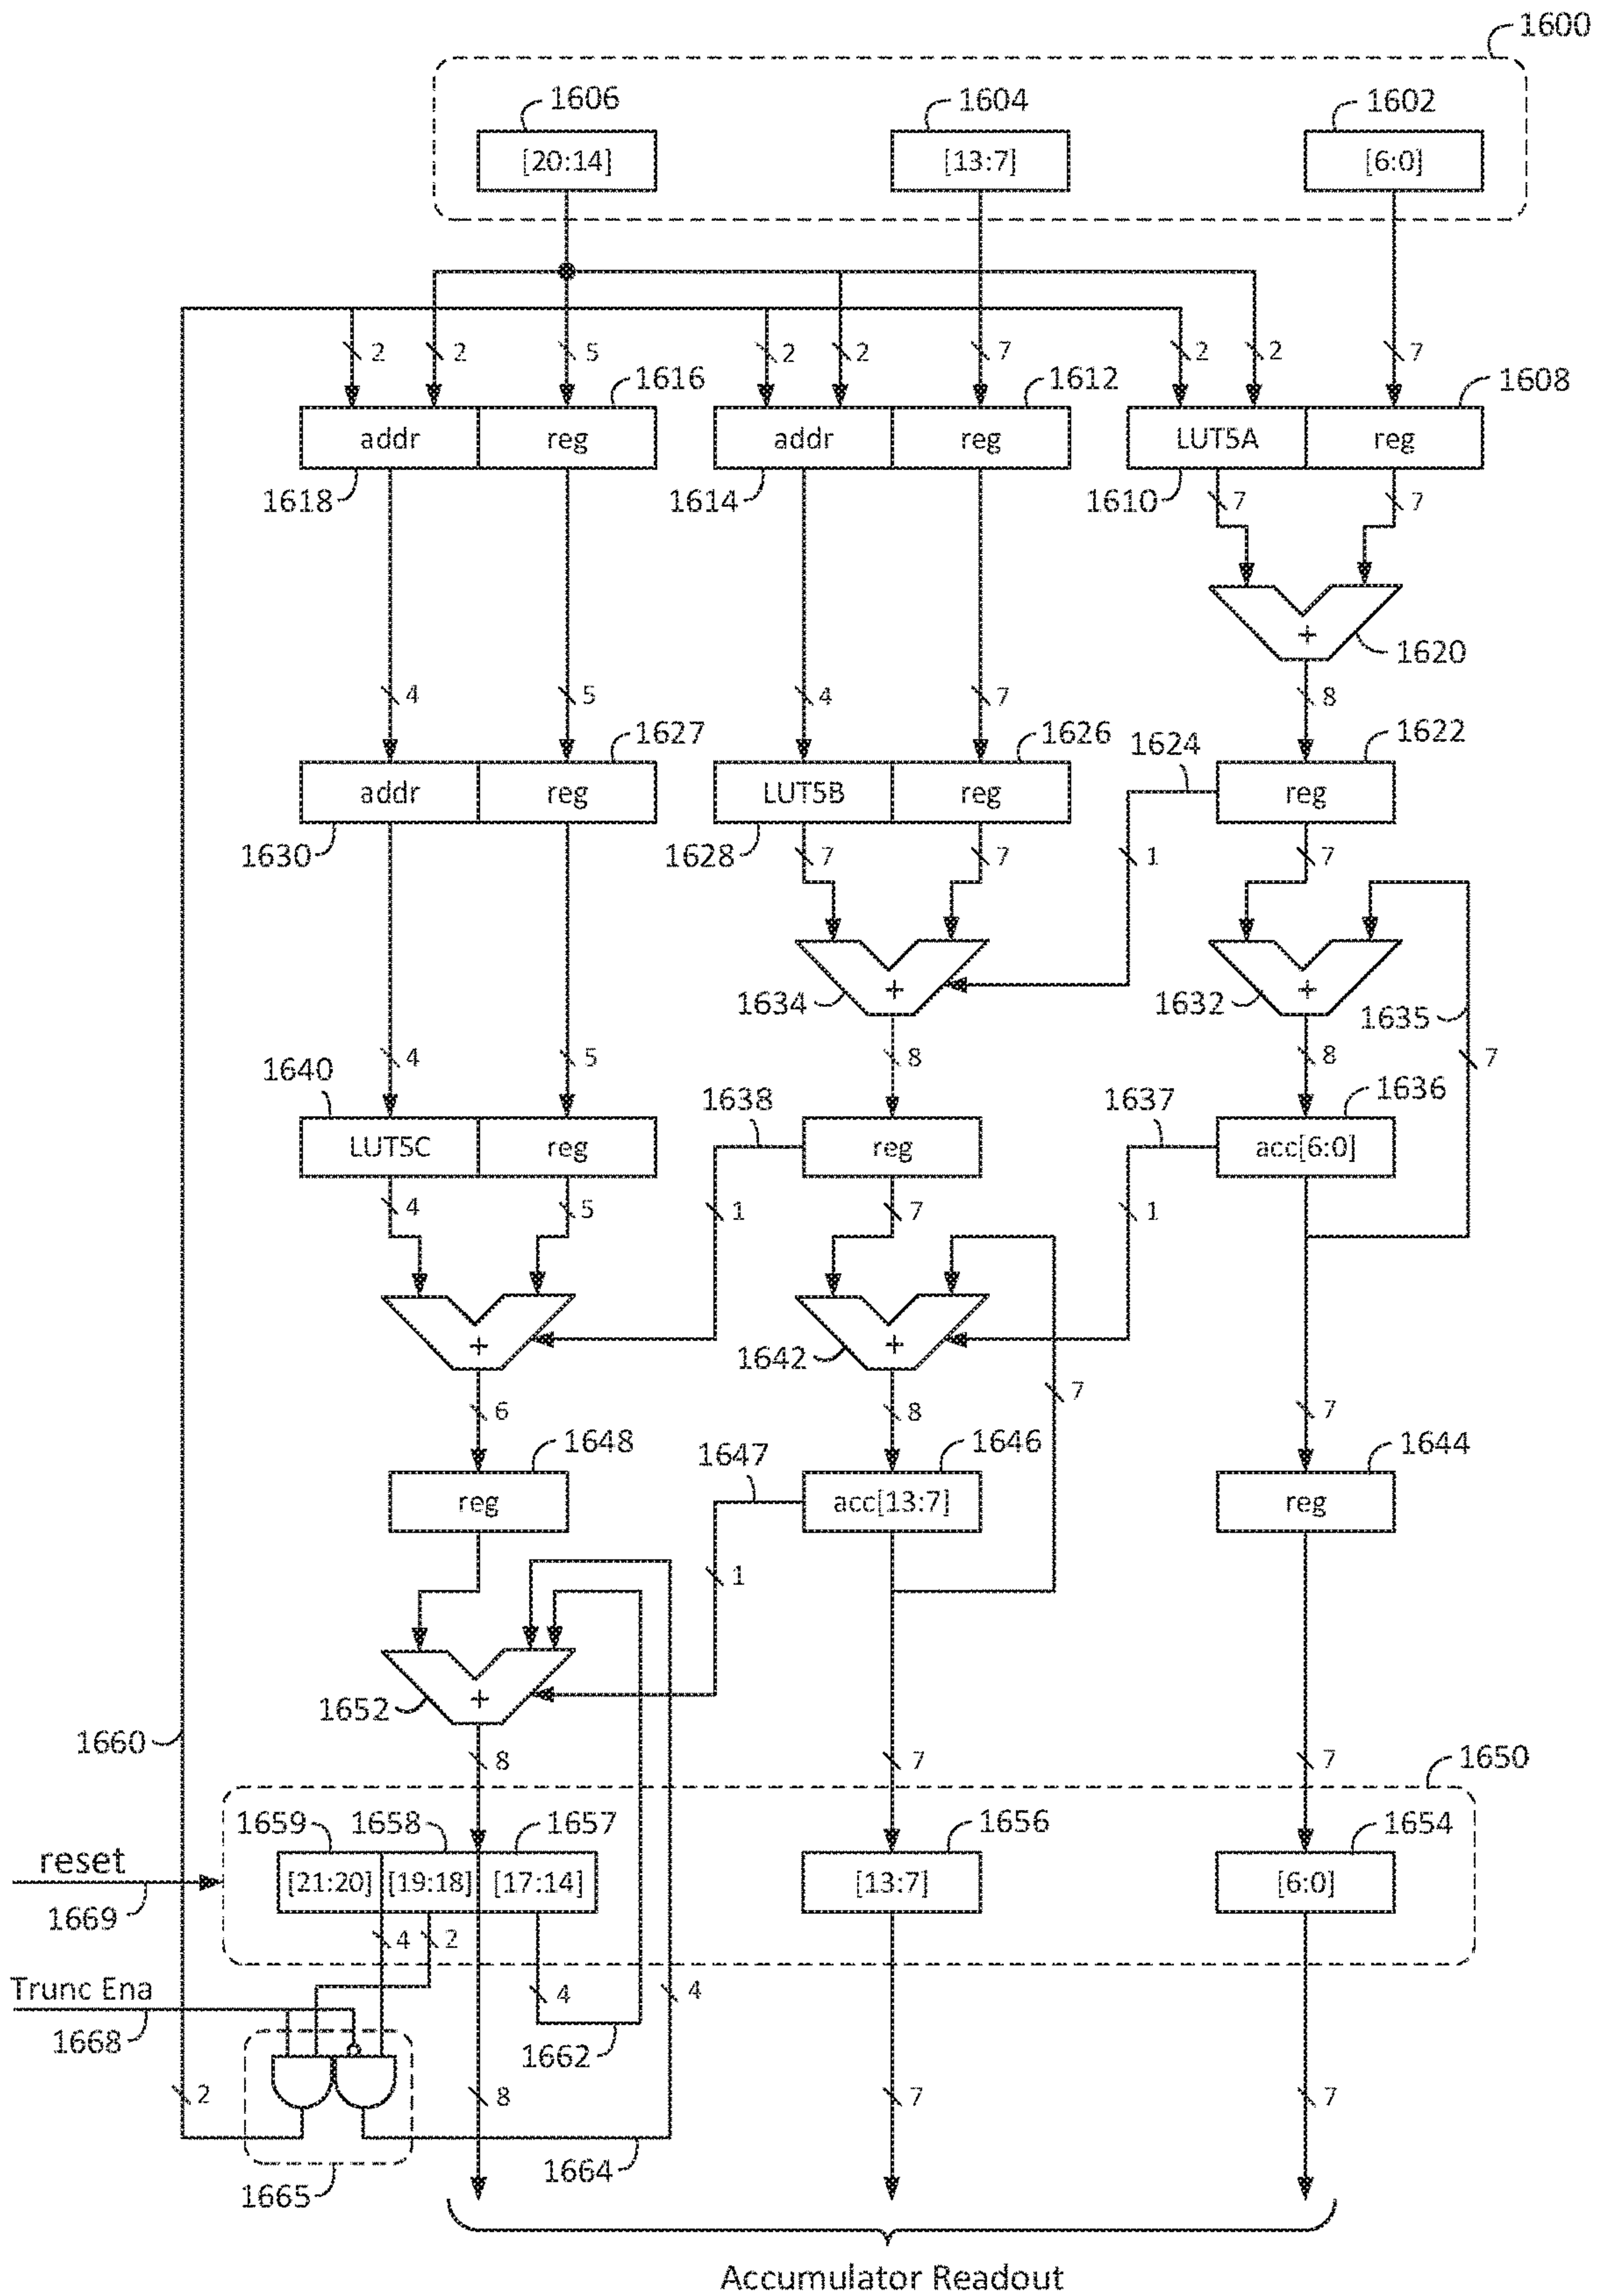 1600
1606 1604 1602
[20:14] [13:7] [6:0]
2 2 5 2 2 7 2 2 7
1616 1612 1608
addr reg addr reg LUT5A reg
1618 1614 1610
7 7
+
1620
4 5 4 7 8
1627 1626 1624 1622
addr reg LUT5B reg reg
1630 1628
7 7 1 7
+ +
1634 1632 1635
4 5 8 8 7
1640 1638 1637 1636
LUT5C reg reg acc[6:0]
4 5 1 7 1
+ +
1642
7
6 8 7
1648 1647 1646 1644
reg acc[13:7] reg
1
+
1652
1660
8 7 7
1650
1659 1658 1657 1656 1654
reset
[21:20] [19:18] [17:14] [13:7] [6:0]
1669
4 2
Trunc Ena
4 4
1668
1662
2 8 7 7
1664
1665
Accumulator Readout